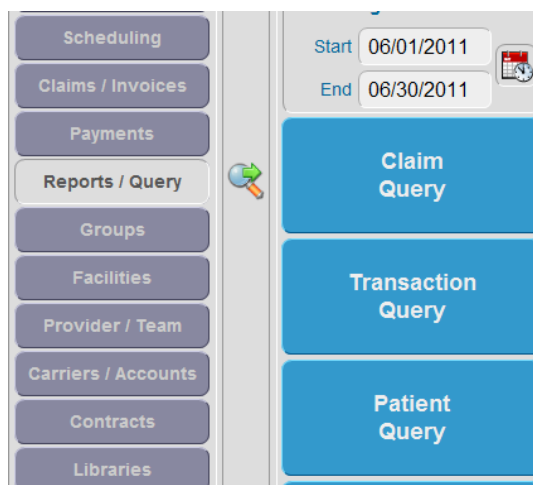 Scheduling
Claims / Invoices
Payments
Reports / Query
Groups
Facilities
Provider / Team
Carriers / Accounts
Contracts
Libraries
Start 06/01/2011
End 06/30/2011
Claim
Query
Transaction
Query
Patient
Query